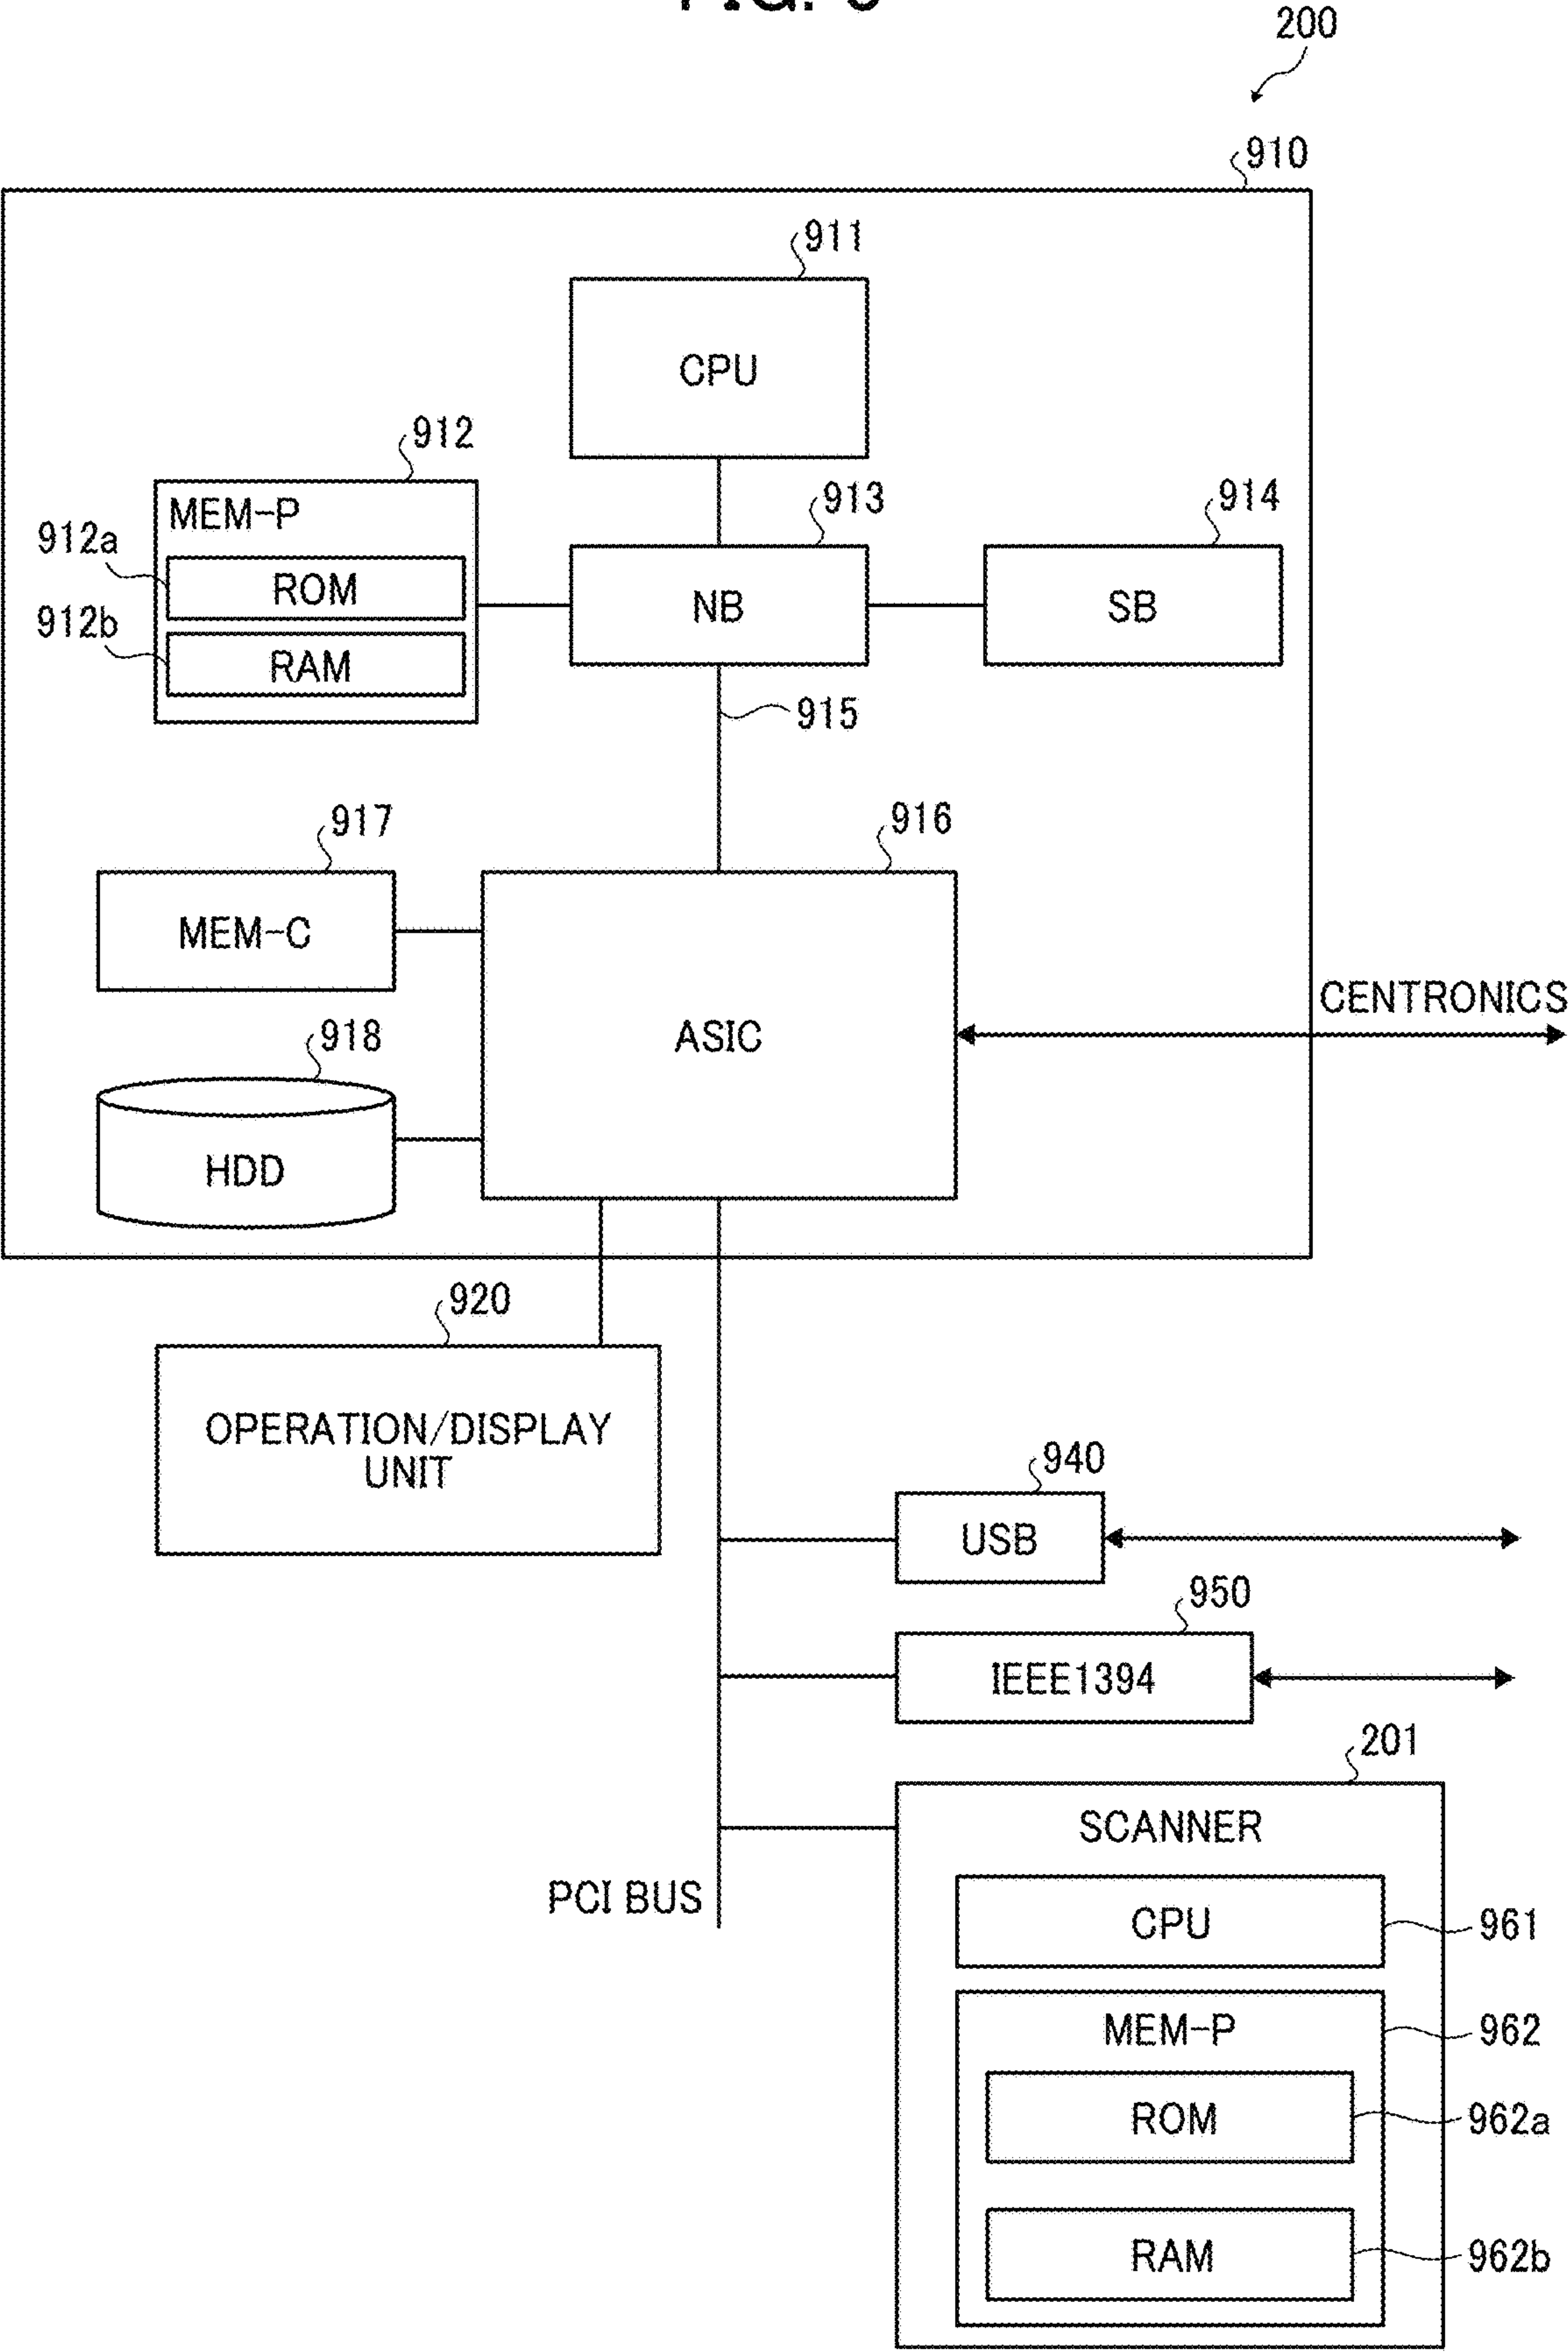 200
910
911
CPU
912
MEM-P
912a
ROM
912b
RAM
913
NB
914
SB
915
917
MEM-C
916
ASIC
CENTRONICS
918
HDD
920
OPERATION/DISPLAY
UNIT
940
USB
950
IEEE1394
201
SCANNER
PCI BUS
CPU
961
MEM-P
962
ROM
962a
RAM
962b